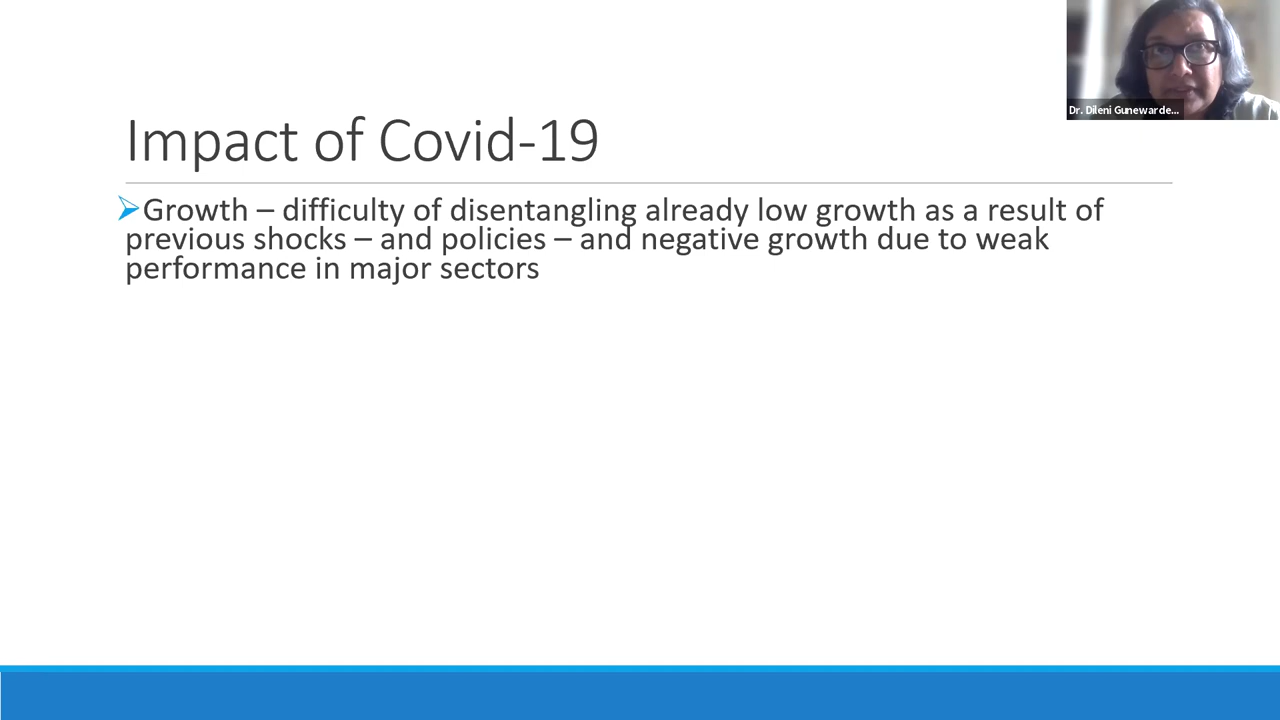 Dr. Dileni Gunewarde...
Impact of Covid-19
Growth – difficulty of disentangling already low growth as a result of
previous shocks – and policies – and negative growth due to weak
performance in major sectors